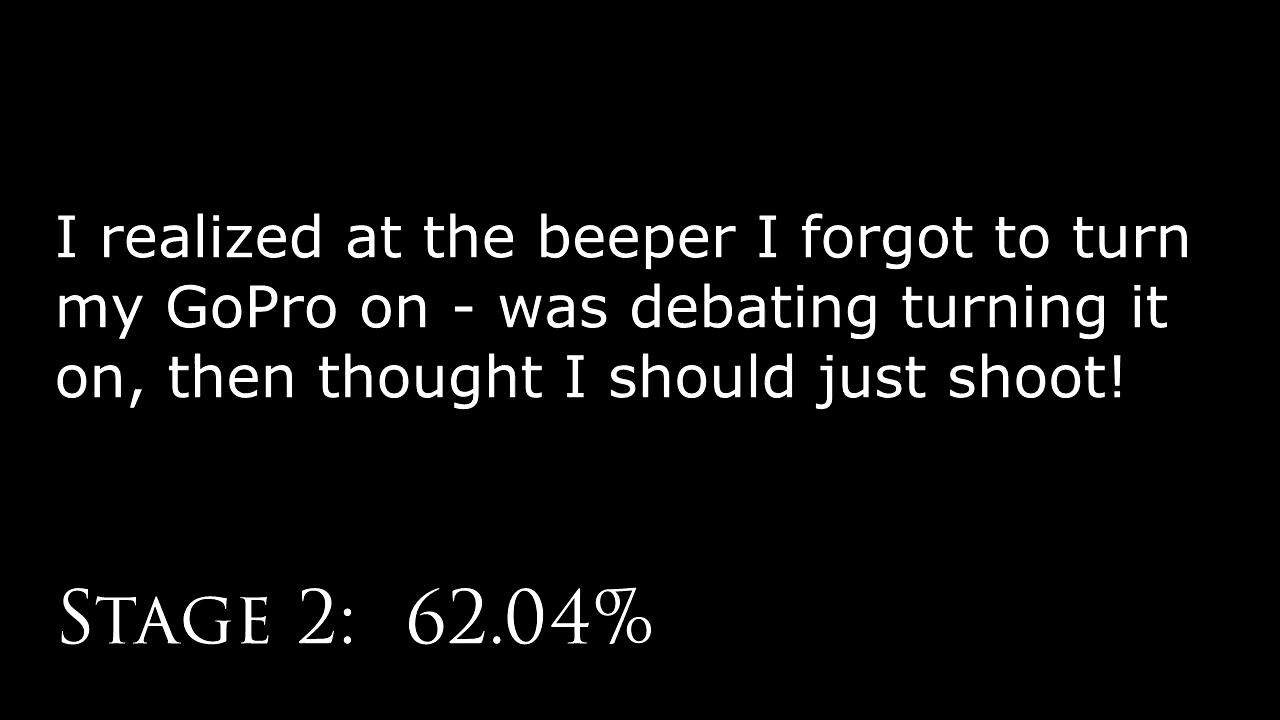 I realized at the beeper I forgot to turn
my GoPro on - was debating turning it
on, then thought I should just shoot!
Stage 2: 62.04%